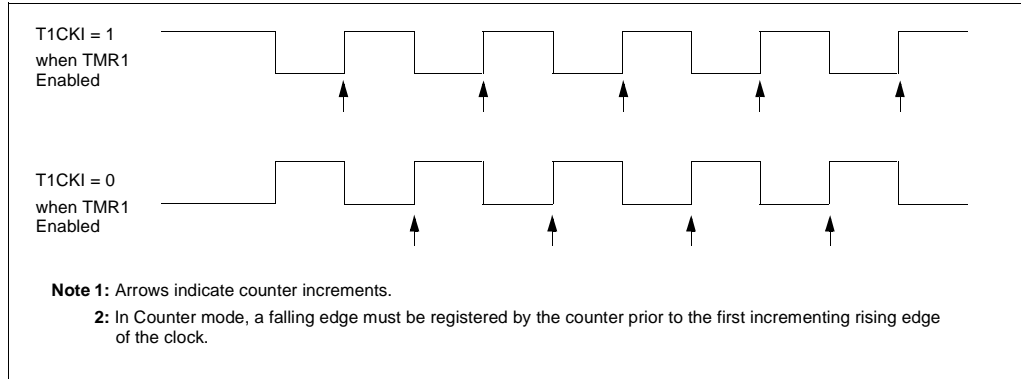 T1CKI = 1
when TMR1
Enabled
T1CKI = 0
when TMR1
Enabled
Note 1: Arrows indicate counter increments.
2: In Counter mode, a falling edge must be registered by the counter prior to the first incrementing rising edge
of the clock.